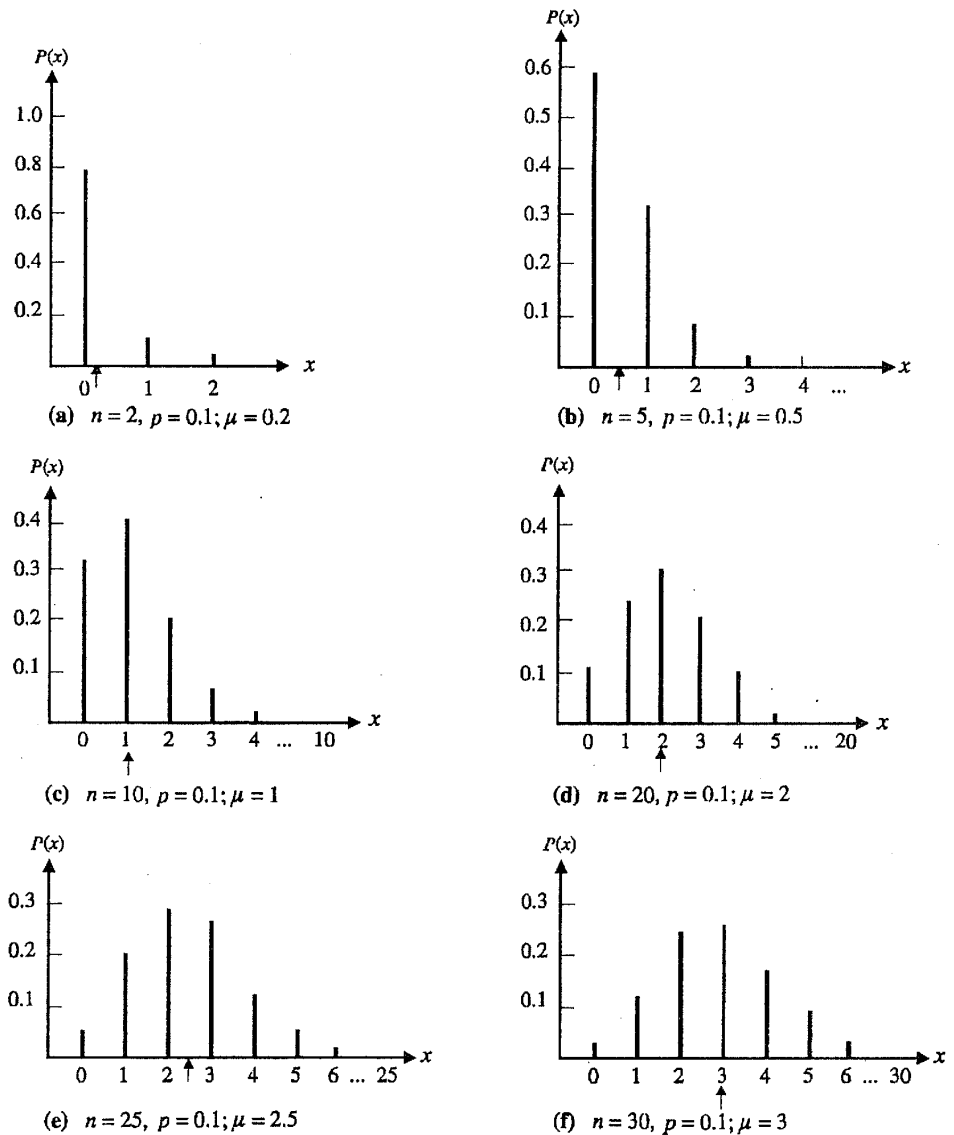 P(x)
1.0
0.8
0.6
0.4
0.2
0 1 2 x
(a) n = 2, p = 0.1; μ = 0.2
P(x)
0.6
0.5
0.4
0.3
0.2
0.1
0 1 2 3 4 ... x
(b) n = 5, p = 0.1; μ = 0.5
P(x)
0.4
0.3
0.2
0.1
0 1 2 3 4 ... 10 x
(c) n = 10, p = 0.1; μ = 1
P(x)
0.4
0.3
0.2
0.1
0 1 2 3 4 5 ... 20 x
(d) n = 20, p = 0.1; μ = 2
P(x)
0.3
0.2
0.1
0 1 2 3 4 5 6 ... 25 x
(e) n = 25, p = 0.1; μ = 2.5
P(x)
0.3
0.2
0.1
0 1 2 3 4 5 6 ... 30 x
(f) n = 30, p = 0.1; μ = 3